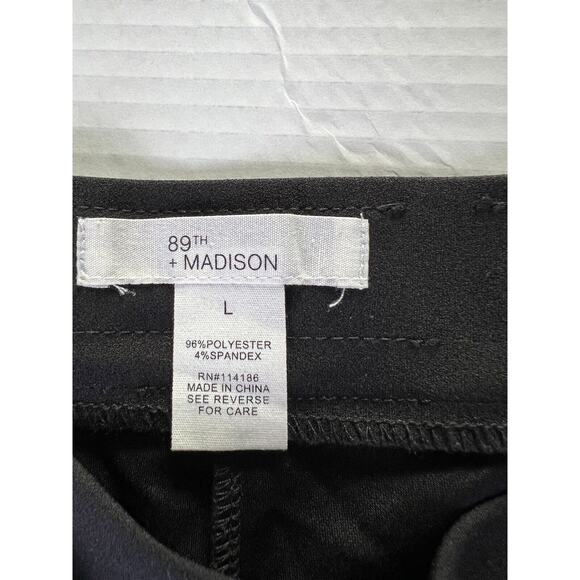 89TH
+ MADISON
L
96%POLYESTER
4%SPANDEX
RN#114186
MADE IN CHINA
SEE REVERSE
FOR CARE